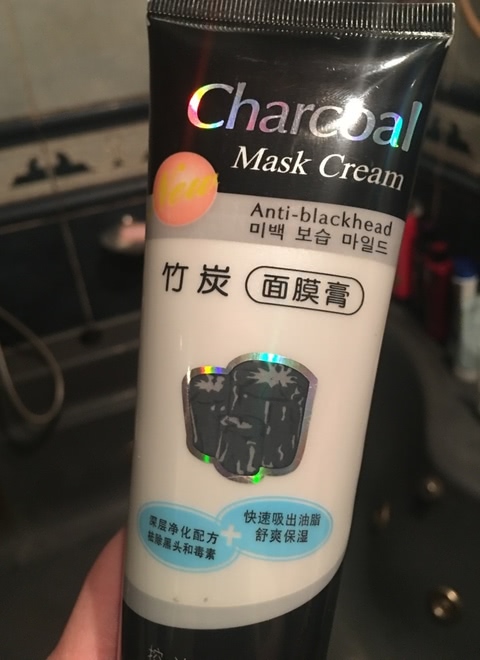 Charcoal
Mask Cream
New
Anti-blackhead
미백 보습 마일드
竹炭 面膜膏
深层净化配方
祛除黑头和毒素
+
快速吸出油脂
舒爽保湿